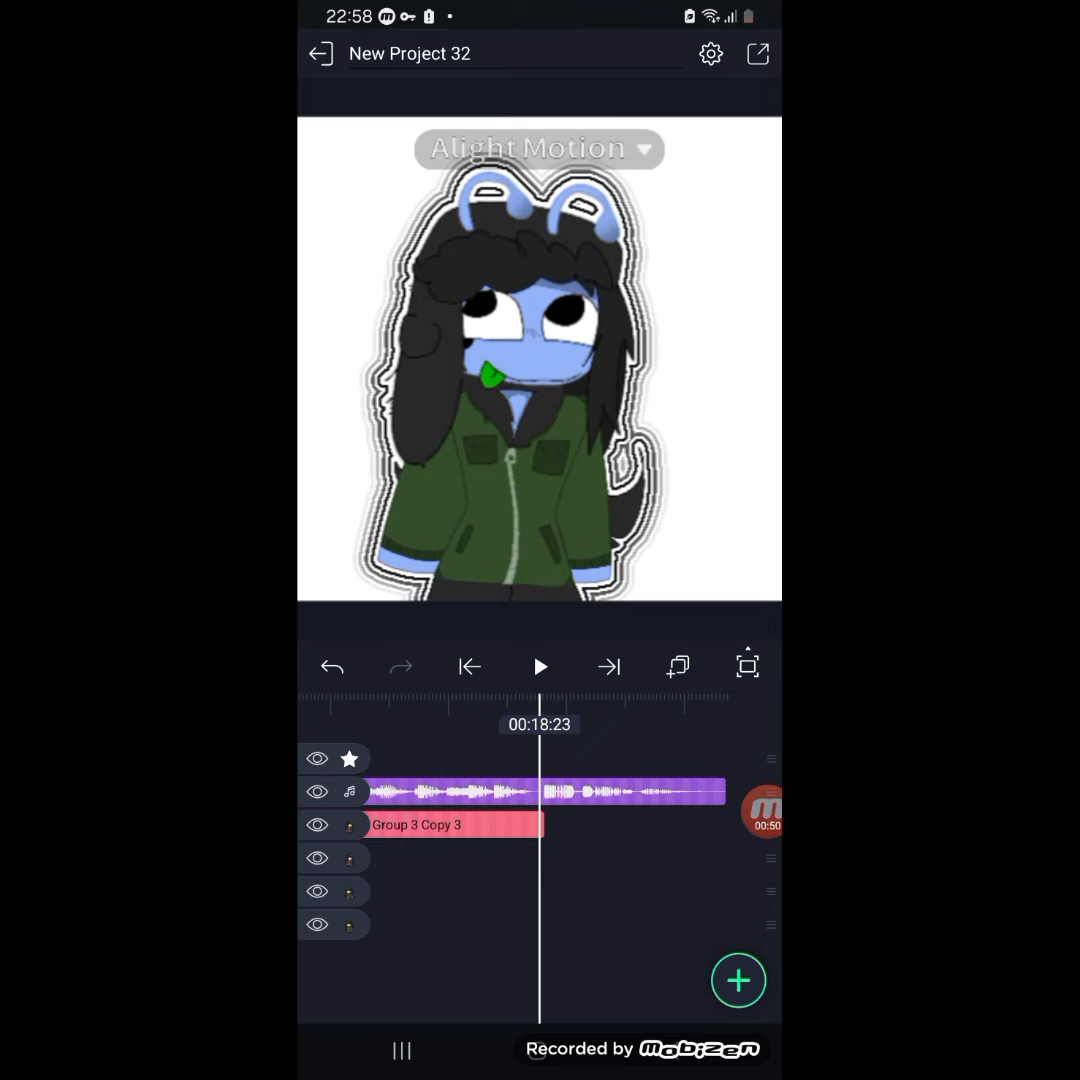 22:58
New Project 32
Alight Motion
00:18:23
Group 3 Copy 3
00:50
Recorded by Mobizen